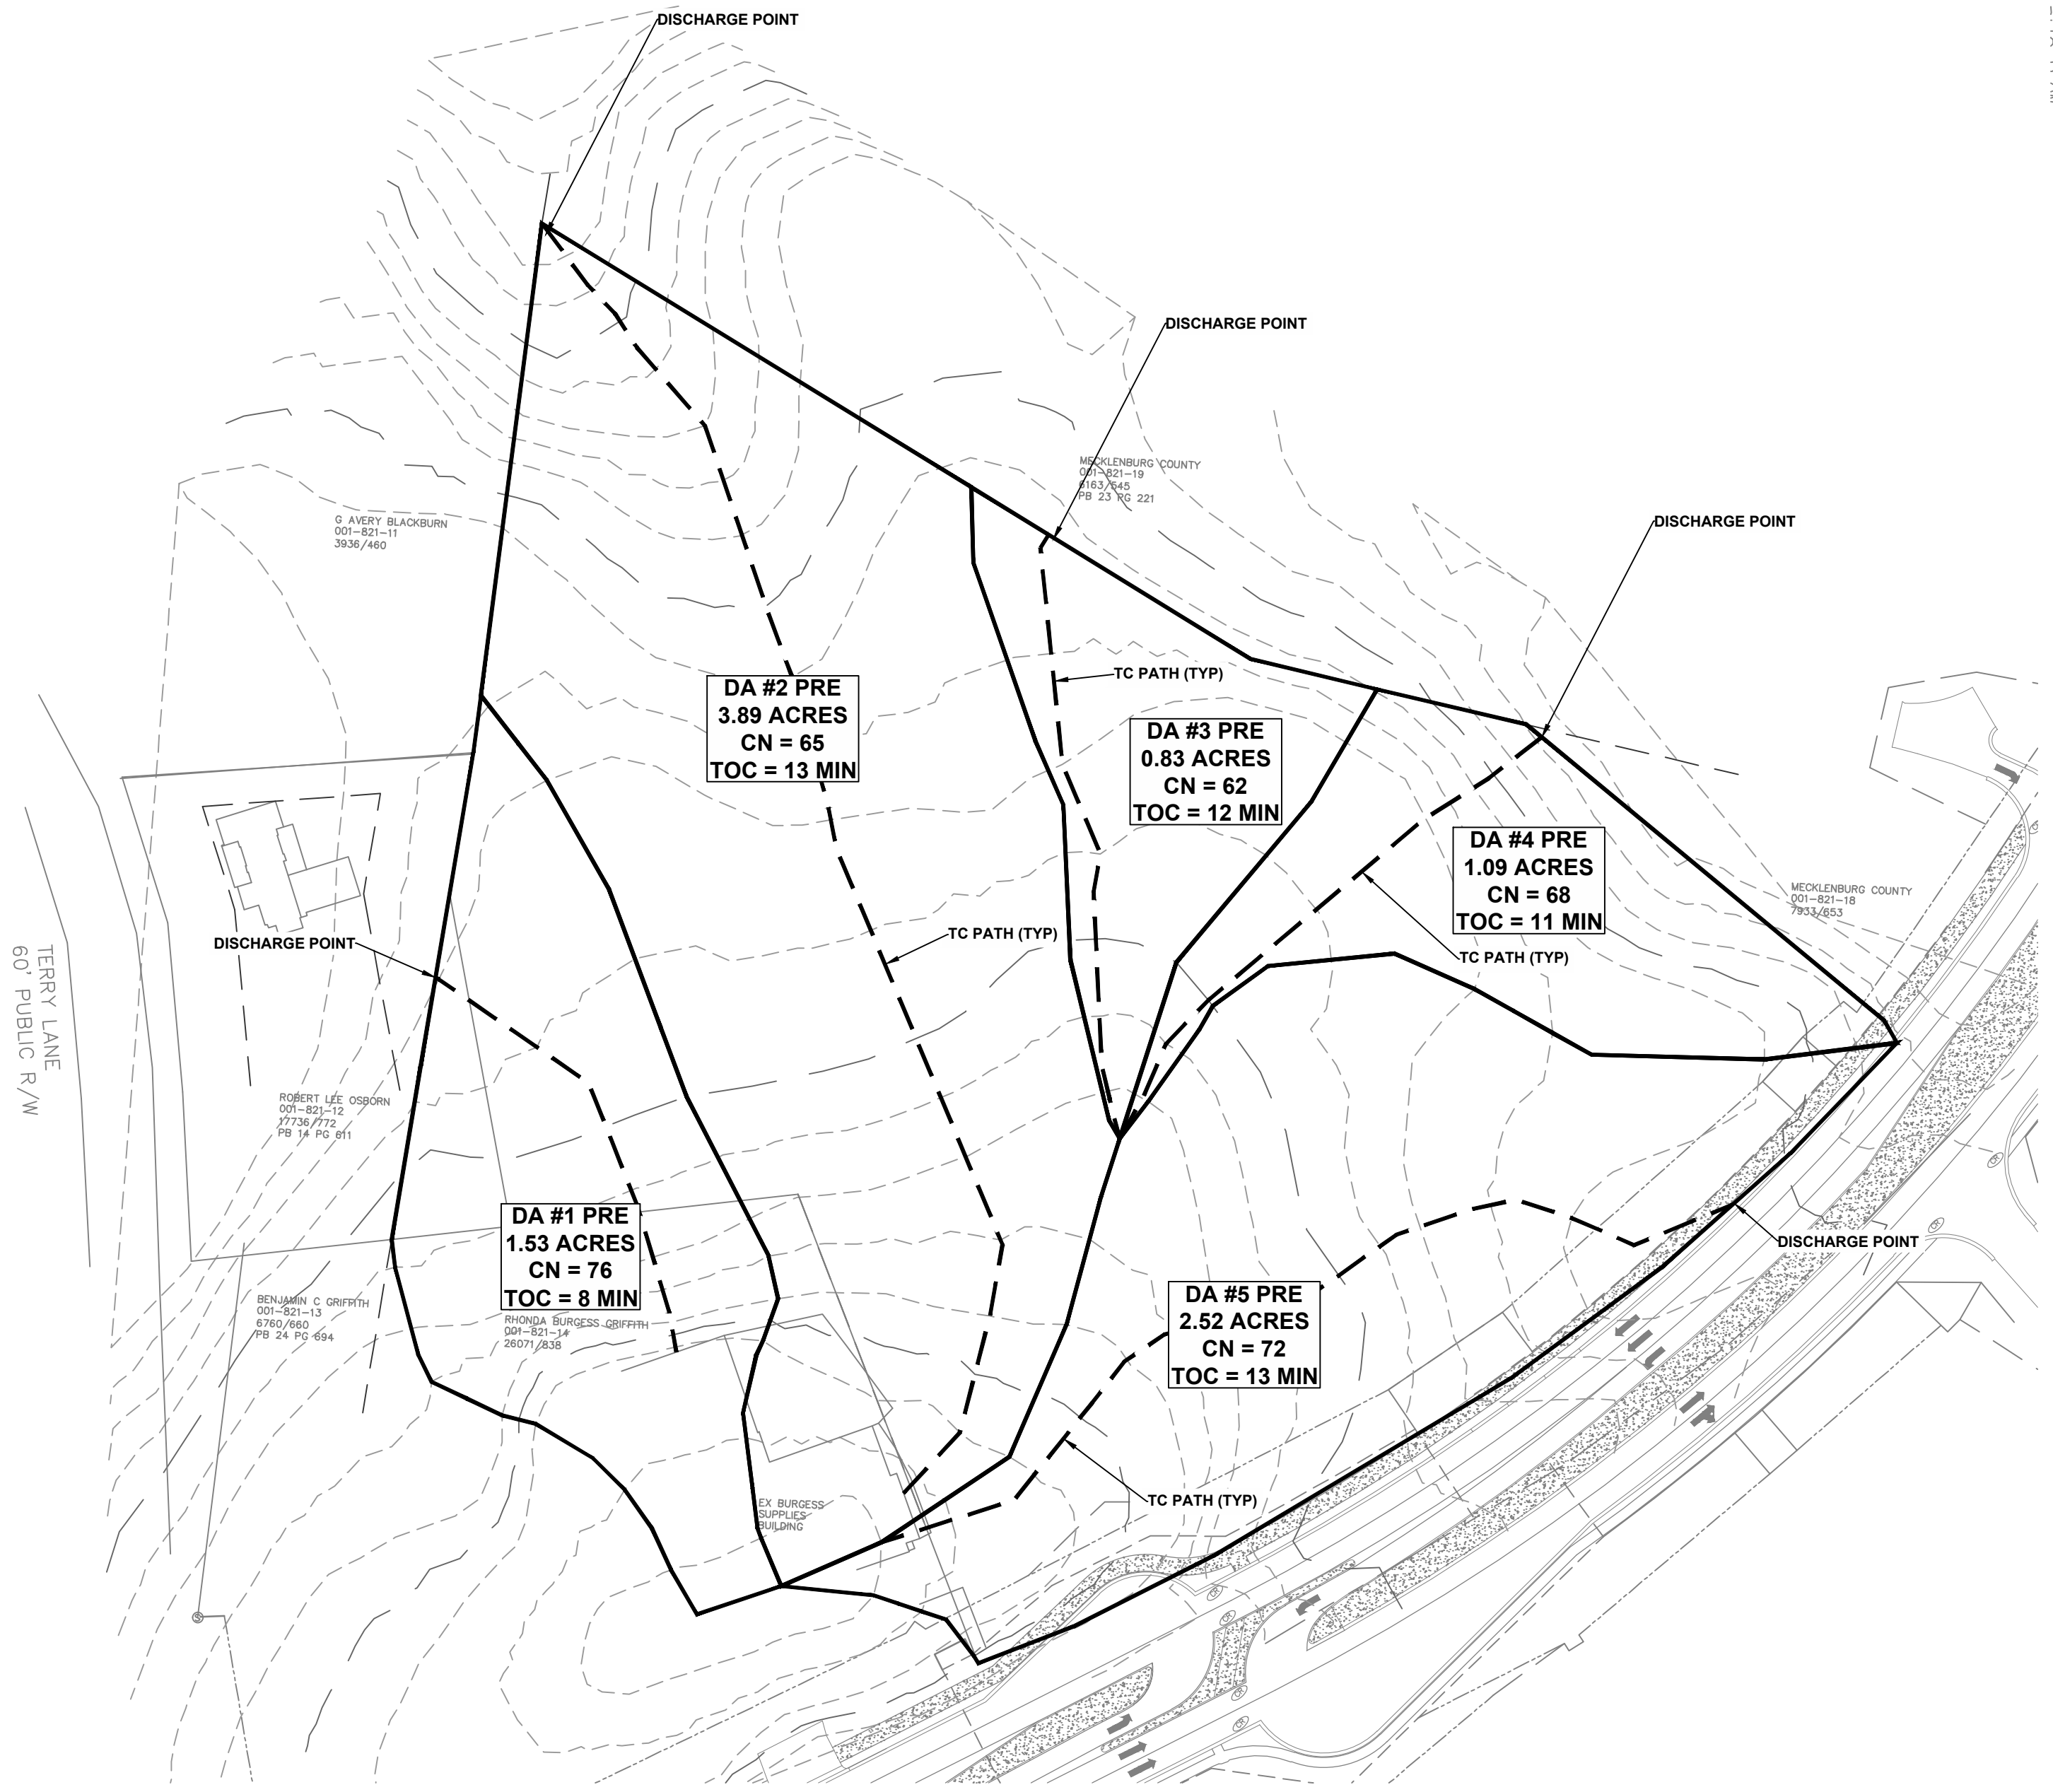 DISCHARGE POINT
DISCHARGE POINT
MECKLENBURG COUNTY
001-821-19
6163/545
PB 23 PG 221
G AVERY BLACKBURN
001-821-11
3936/460
DISCHARGE POINT
TC PATH (TYP)
DA #2 PRE
3.89 ACRES
CN = 65
TOC = 13 MIN
DA #3 PRE
0.83 ACRES
CN = 62
TOC = 12 MIN
DA #4 PRE
1.09 ACRES
CN = 68
TOC = 11 MIN
MECKLENBURG COUNTY
001-821-18
7933/653
DISCHARGE POINT
TC PATH (TYP)
TC PATH (TYP)
TERRY LANE
60' PUBLIC R/W
ROBERT LEE OSBORN
001-821-12
17736/772
PB 14 PG 611
DA #1 PRE
1.53 ACRES
CN = 76
TOC = 8 MIN
DISCHARGE POINT
BENJAMIN C GRIFFITH
001-821-13
6760/660
PB 24 PG 694
RHONDA BURGESS GRIFFITH
001-821-14
26071/838
DA #5 PRE
2.52 ACRES
CN = 72
TOC = 13 MIN
TC PATH (TYP)
EX BURGESS
SUPPLIES
BUILDING